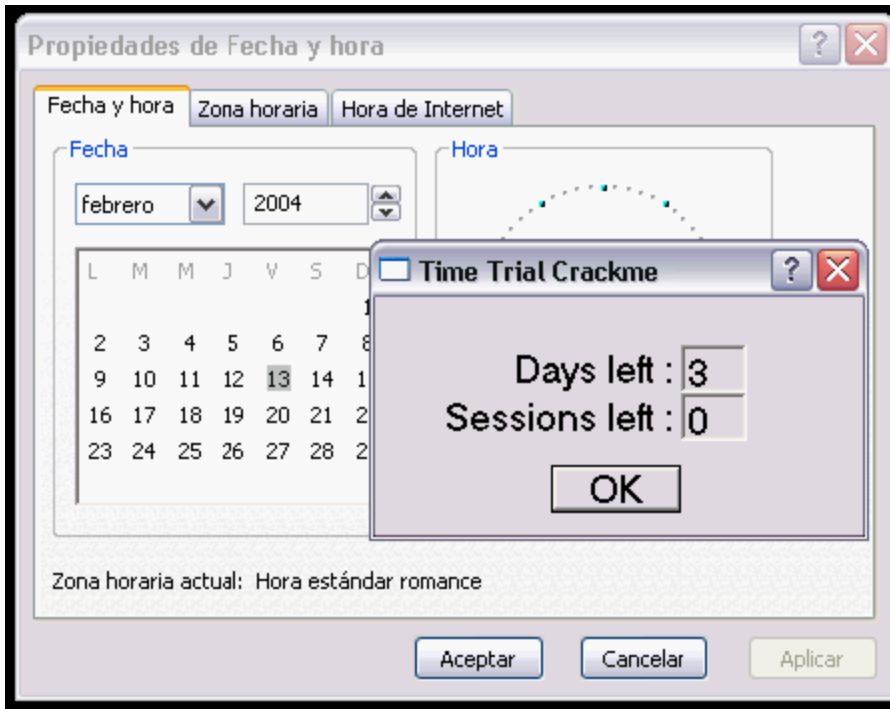 Propiedades de Fecha y hora
Fecha y hora Zona horaria Hora de Internet
Fecha
Hora
febrero 2004
L M M J V S D
1
2 3 4 5 6 7 8
9 10 11 12 13 14 1
16 17 18 19 20 21 2
23 24 25 26 27 28 2
Time Trial Crackme
Days left : 3
Sessions left : 0
OK
Zona horaria actual: Hora estándar romance
Aceptar Cancelar Aplicar